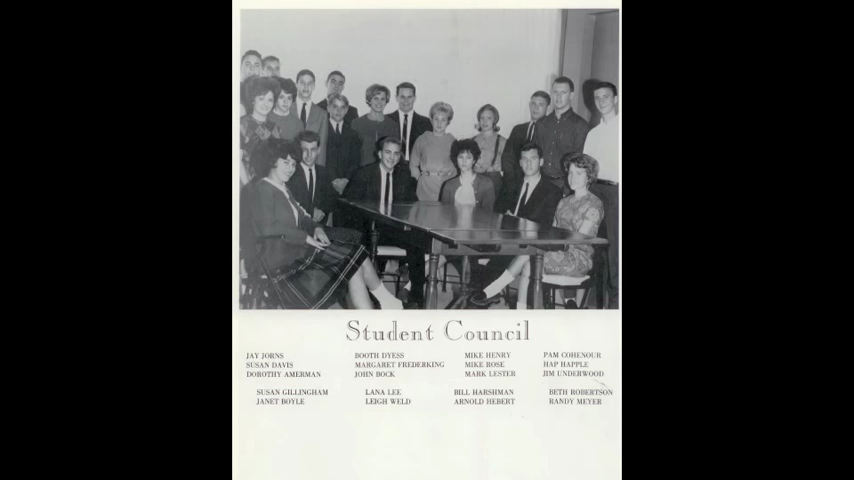 Student Council
JAY JORNS BOOTH DYESS MIKE HENRY PAM COHENOUR
SUSAN DAVIS MARGARET FREDERKING MIKE ROSE HAP HAPPLE
DOROTHY AMERMAN JOHN BOCK MARK LESTER JIM UNDERWOOD
SUSAN GILLINGHAM LANA LEE BILL HARSHMAN BETH ROBERTSON
JANET BOYLE LEIGH WELD ARNOLD HEBERT RANDY MEYER